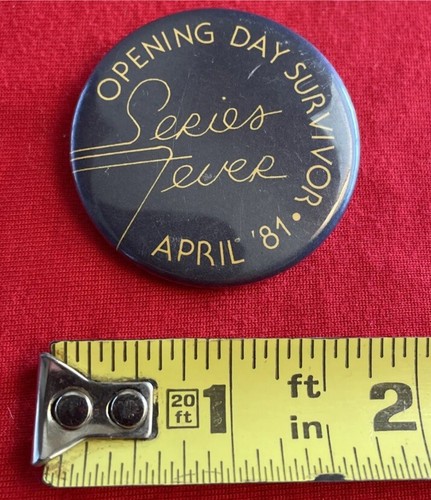 OPENING DAY SURVIVOR •
Series
Fever
APRIL '81
20
ft
1
ft
in
2